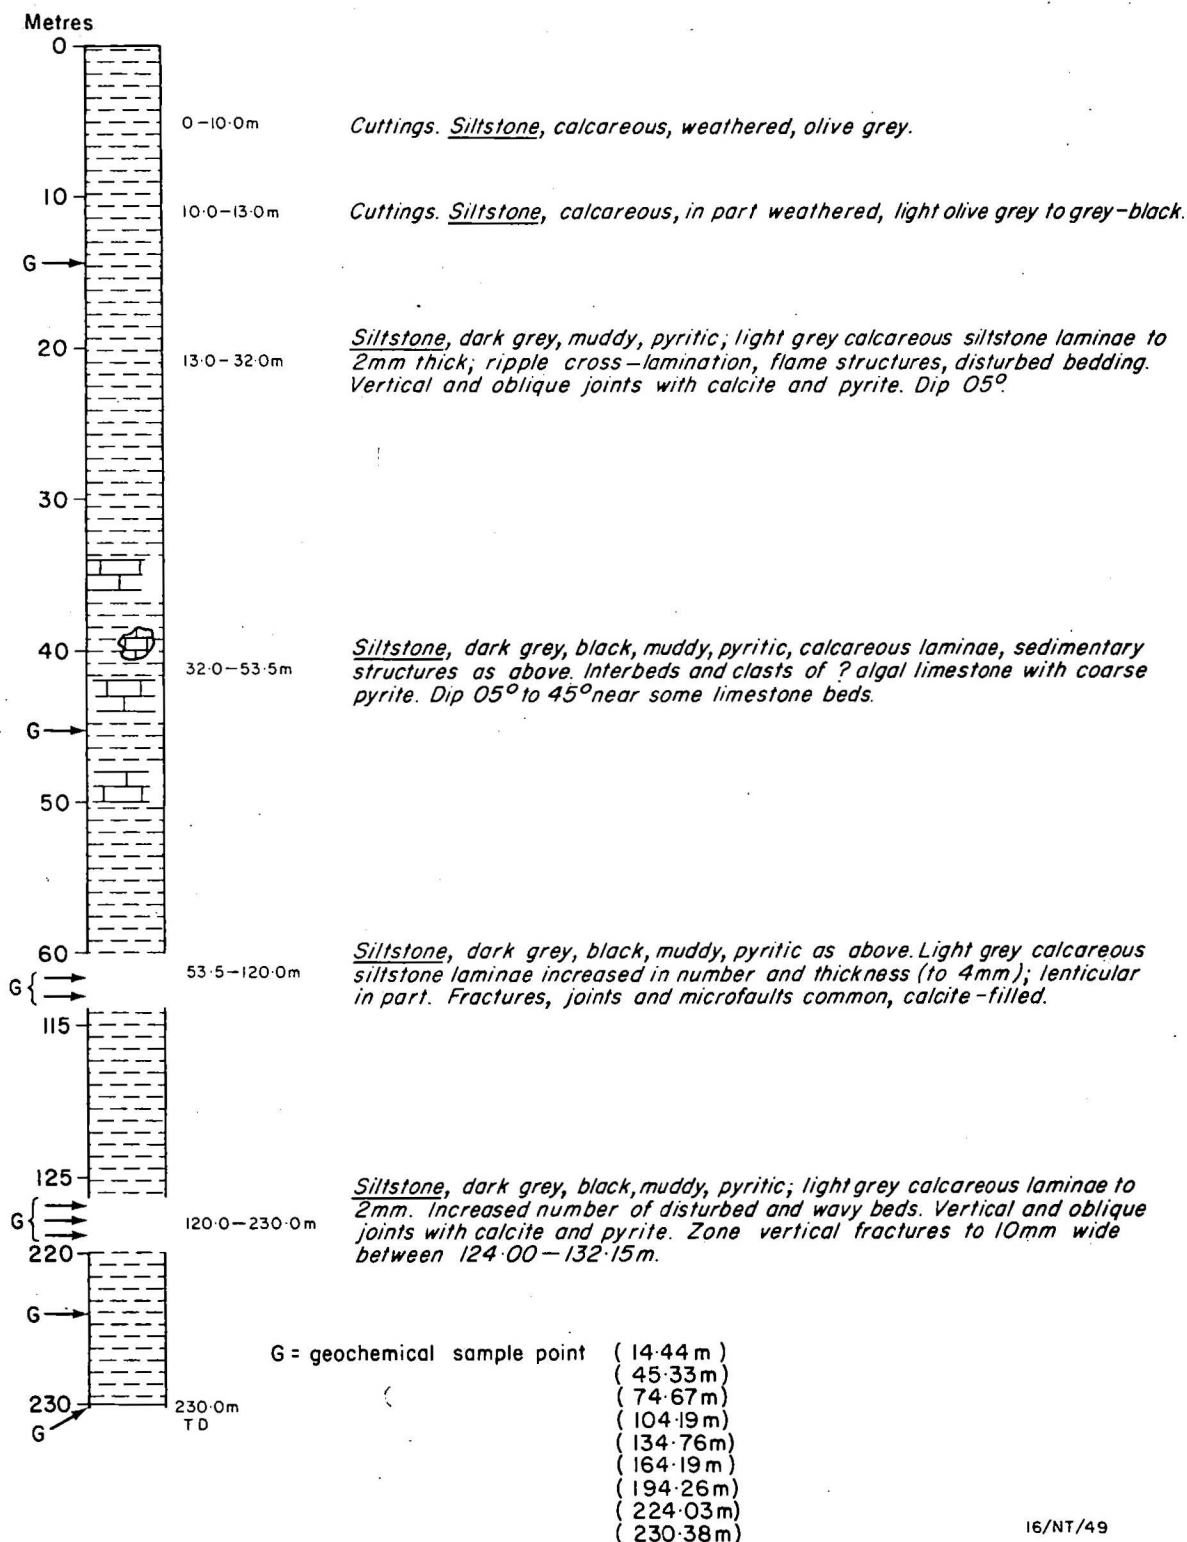 Metres
0
0-10·0m
Cuttings. Siltstone, calcareous, weathered, olive grey.
10
10·0-13·0m
Cuttings. Siltstone, calcareous, in part weathered, light olive grey to grey-black.
G
20
13·0-32·0m
Siltstone, dark grey, muddy, pyritic; light grey calcareous siltstone laminae to
2mm thick; ripple cross-lamination, flame structures, disturbed bedding.
Vertical and oblique joints with calcite and pyrite. Dip 05°.
30
40
32·0-53·5m
Siltstone, dark grey, black, muddy, pyritic, calcareous laminae, sedimentary
structures as above. Interbeds and clasts of ? algal limestone with coarse
pyrite. Dip 05° to 45° near some limestone beds.
G
50
60
G
53·5-120·0m
Siltstone, dark grey, black, muddy, pyritic as above. Light grey calcareous
siltstone laminae increased in number and thickness (to 4mm); lenticular
in part. Fractures, joints and microfaults common, calcite-filled.
115
125
G
120·0-230·0m
Siltstone, dark grey, black, muddy, pyritic; light grey calcareous laminae to
2mm. Increased number of disturbed and wavy beds. Vertical and oblique
joints with calcite and pyrite. Zone vertical fractures to 10mm wide
between 124·00-132·15m.
220
G
230
230·0m
TD
G
G = geochemical sample point (14·44m)
(45·33m)
(74·67m)
(104·19m)
(134·76m)
(164·19m)
(194·26m)
(224·03m)
(230·38m)
16/NT/49